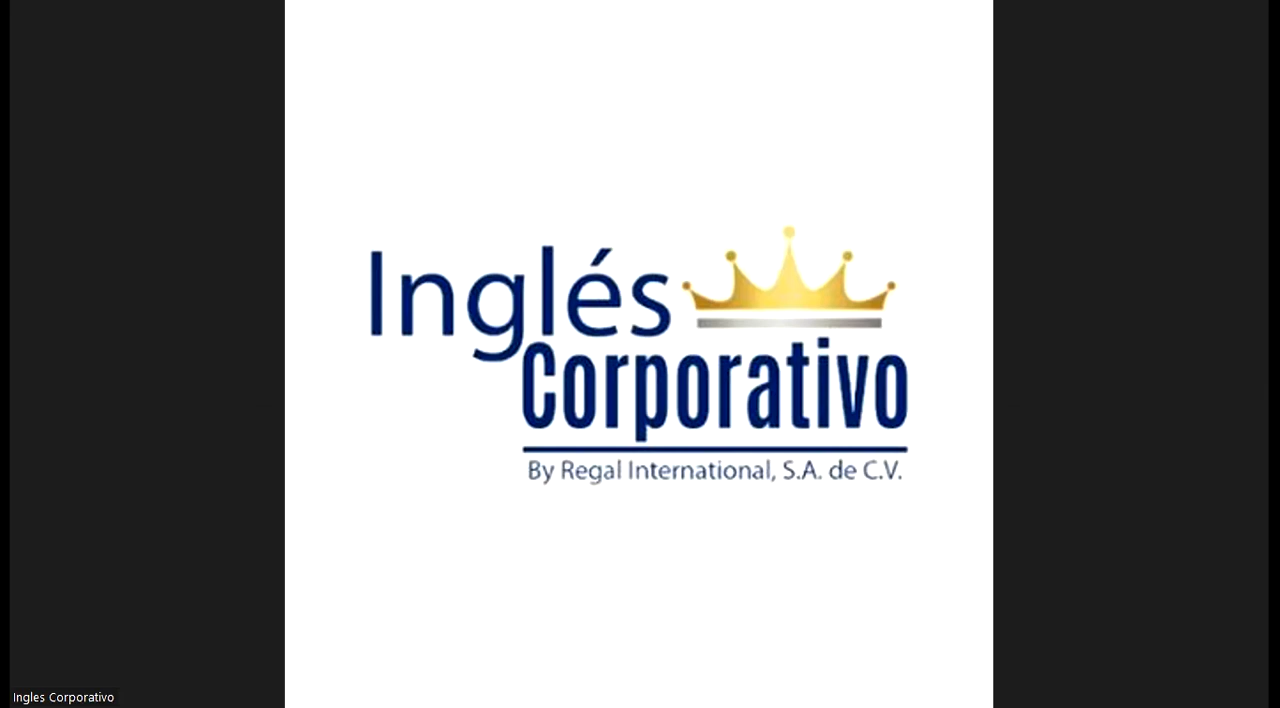 Inglés
Corporativo
By Regal International, S.A. de C.V.
Ingles Corporativo